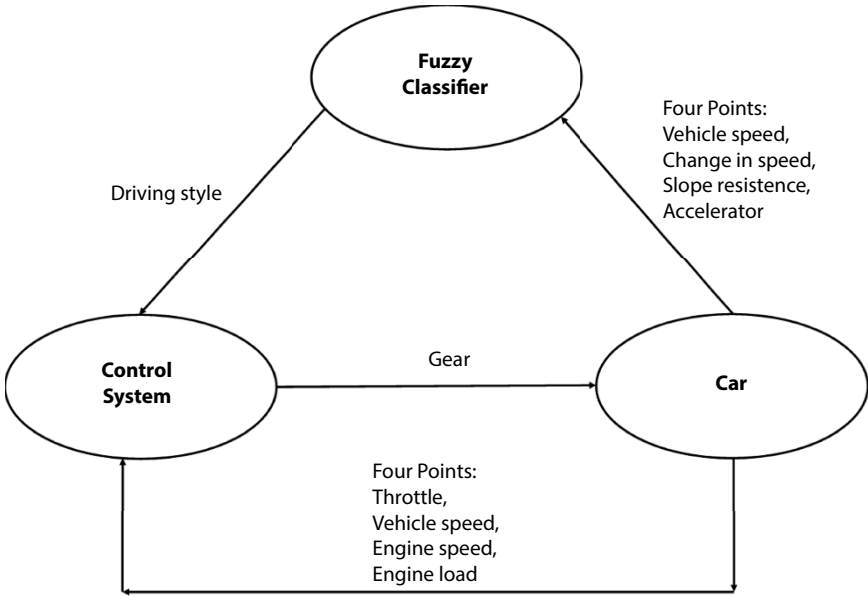 Fuzzy
Classifier
Four Points:
Vehicle speed,
Change in speed,
Slope resistence,
Accelerator
Driving style
Control
System
Gear
Car
Four Points:
Throttle,
Vehicle speed,
Engine speed,
Engine load